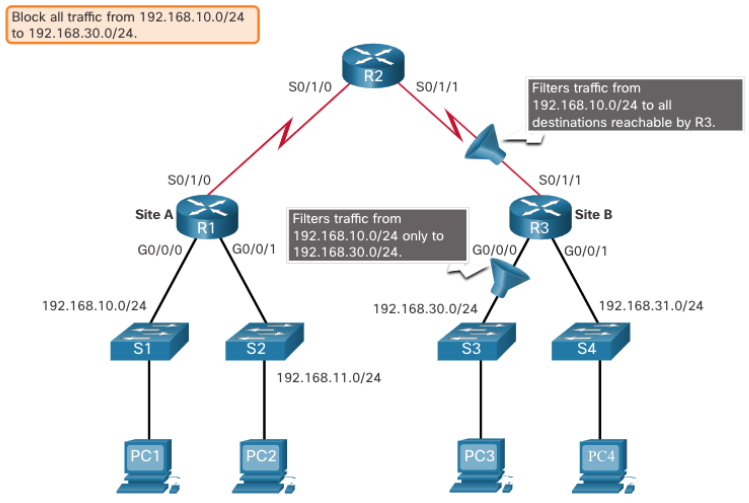 Block all traffic from 192.168.10.0/24
to 192.168.30.0/24.
R2
S0/1/0
S0/1/1
Filters traffic from
192.168.10.0/24 to all
destinations reachable by R3.
S0/1/0
S0/1/1
Site A
R1
Filters traffic from
192.168.10.0/24 only to
192.168.30.0/24.
R3
Site B
G0/0/0
G0/0/1
G0/0/0
G0/0/1
192.168.10.0/24
192.168.30.0/24
192.168.31.0/24
S1
S2
S3
S4
192.168.11.0/24
PC1
PC2
PC3
PC4